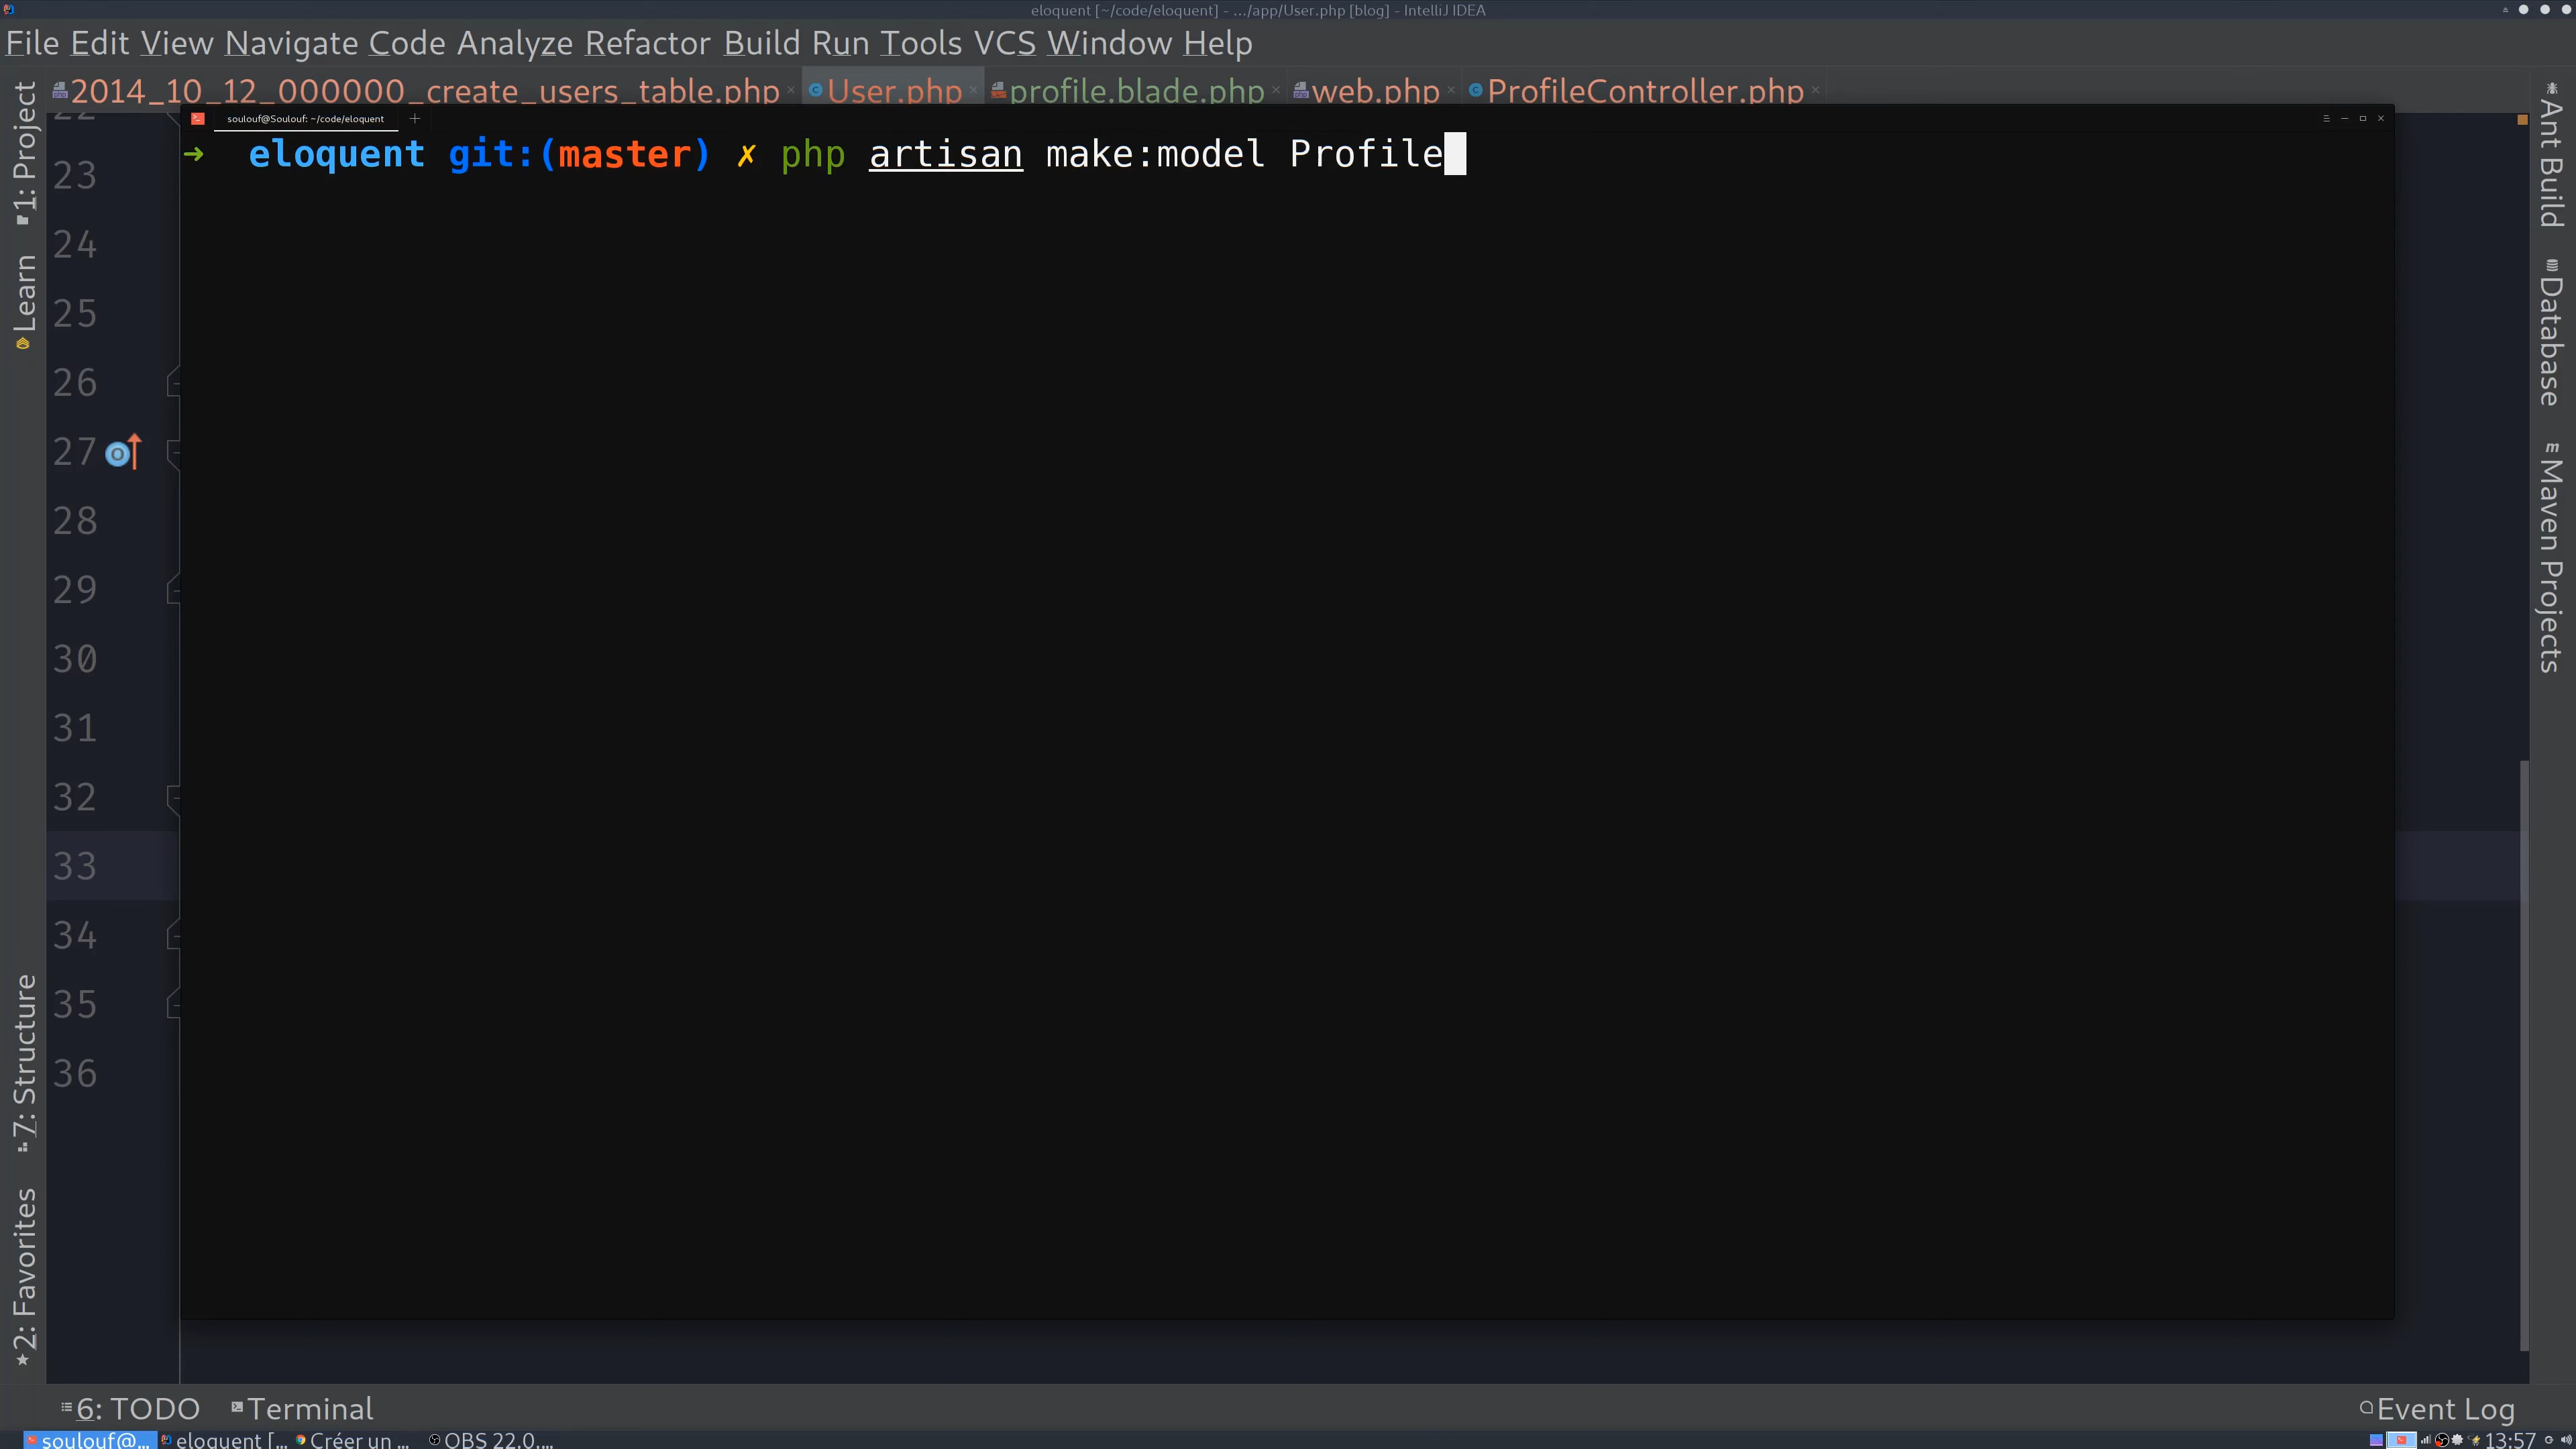 eloquent [~/code/eloquent] - .../app/User.php [blog] - IntelliJ IDEA
File Edit View Navigate Code Analyze Refactor Build Run Tools VCS Window Help
2014_10_12_000000_create_users_table.php User.php profile.blade.php web.php ProfileController.php
soulouf@Soulouf: ~/code/eloquent
➜ eloquent git:(master) ✗ php artisan make:model Profile
1: Project
Learn
7: Structure
2: Favorites
22
23
24
25
26
27
28
29
30
31
32
33
34
35
36
Ant Build
Database
Maven Projects
6: TODO Terminal Event Log
soulouf@... eloquent [... Créer un ... OBS 22.0.... 13:57